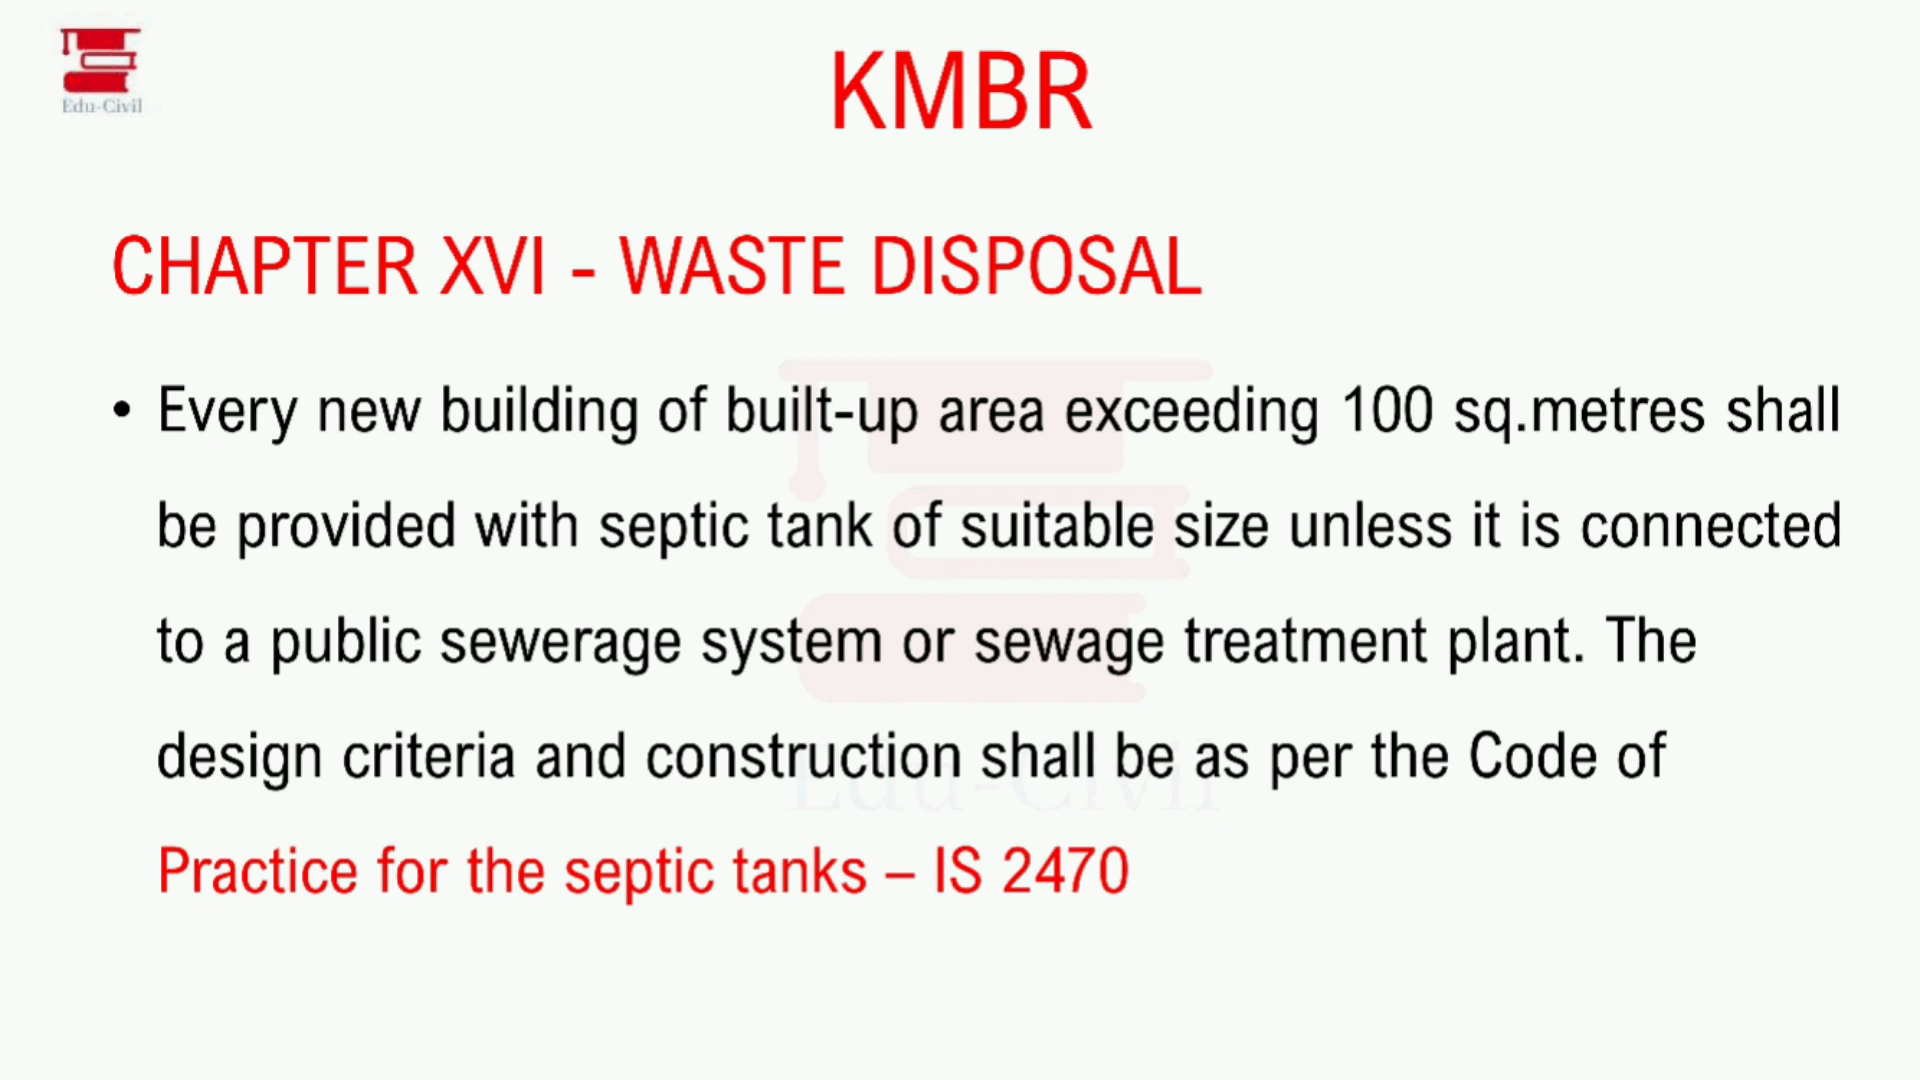 Edu-Civil
KMBR
CHAPTER XVI - WASTE DISPOSAL
• Every new building of built-up area exceeding 100 sq.metres shall
be provided with septic tank of suitable size unless it is connected
to a public sewerage system or sewage treatment plant. The
design criteria and construction shall be as per the Code of
Practice for the septic tanks – IS 2470
Edu-Civil